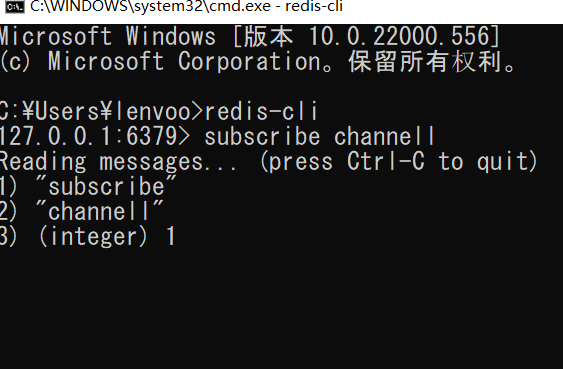 C:\WINDOWS\system32\cmd.exe - redis-cli
Microsoft Windows [版本 10.0.22000.556]
(c) Microsoft Corporation。保留所有权利。
C:¥Users¥lenvoo>redis-cli
127.0.0.1:6379> subscribe channell
Reading messages... (press Ctrl-C to quit)
1) "subscribe"
2) "channell"
3) (integer) 1